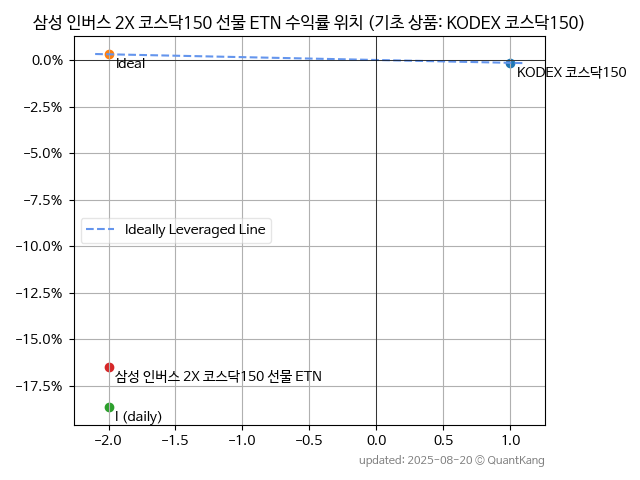 삼성 인버스 2X 코스닥150 선물 ETN 수익률 위치 (기초 상품: KODEX 코스닥150)
0.0%
Ideal
KODEX 코스닥150
−2.5%
−5.0%
−7.5%
Ideally Leveraged Line
−10.0%
−12.5%
−15.0%
삼성 인버스 2X 코스닥150 선물 ETN
−17.5%
I (daily)
−2.0 −1.5 −1.0 −0.5 0.0 0.5 1.0
updated: 2025-08-20 © QuantKang